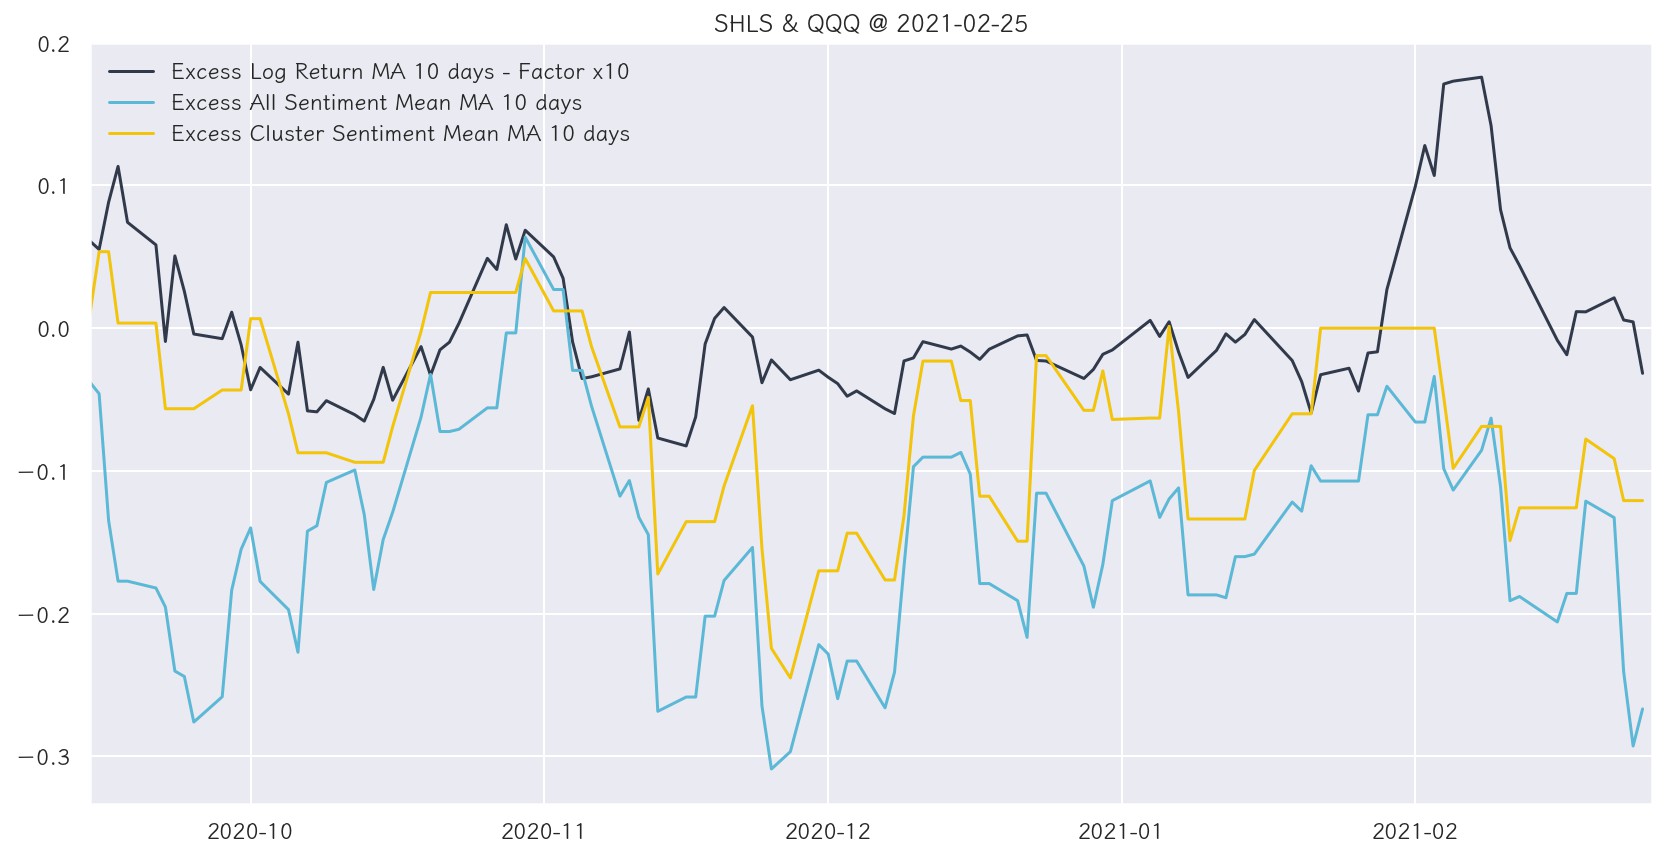 SHLS & QQQ @ 2021-02-25
0.2
Excess Log Return MA 10 days - Factor x10
Excess All Sentiment Mean MA 10 days
Excess Cluster Sentiment Mean MA 10 days
0.1
0.0
−0.1
−0.2
−0.3
2020-10 2020-11 2020-12 2021-01 2021-02